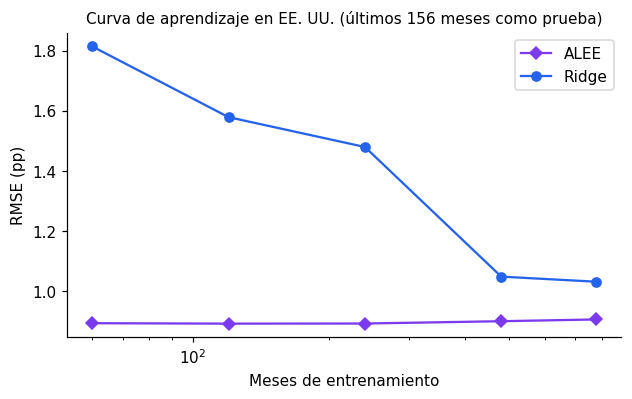 Curva de aprendizaje en EE. UU. (últimos 156 meses como prueba)
ALEE
Ridge
1.8
1.6
1.4
1.2
1.0
RMSE (pp)
10²
Meses de entrenamiento